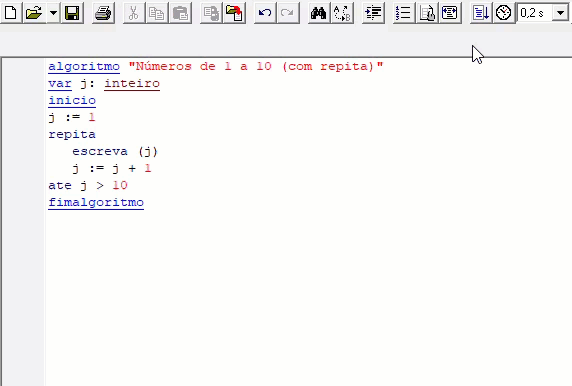 0,2 s
algoritmo "Números de 1 a 10 (com repita)"
var j: inteiro
inicio
j := 1
repita
   escreva (j)
   j := j + 1
ate j > 10
fimalgoritmo